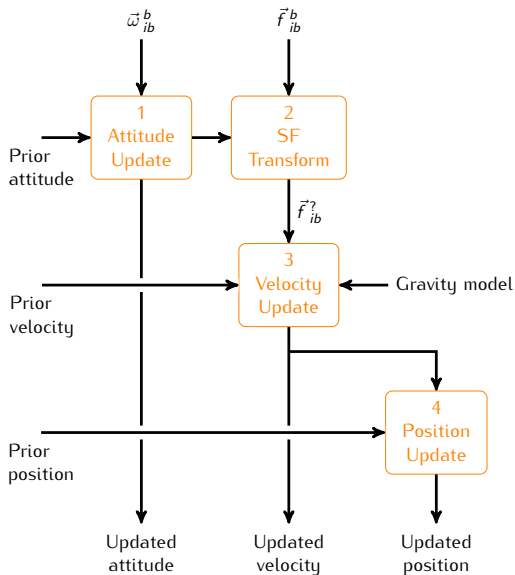 ω⃗ᵇᵢᵦ f⃗ᵇᵢᵦ
1
Attitude
Update
2
SF
Transform
Prior
attitude
f⃗ ?ᵢᵦ
3
Velocity
Update
Gravity model
Prior
velocity
4
Position
Update
Prior
position
Updated
attitude
Updated
velocity
Updated
position